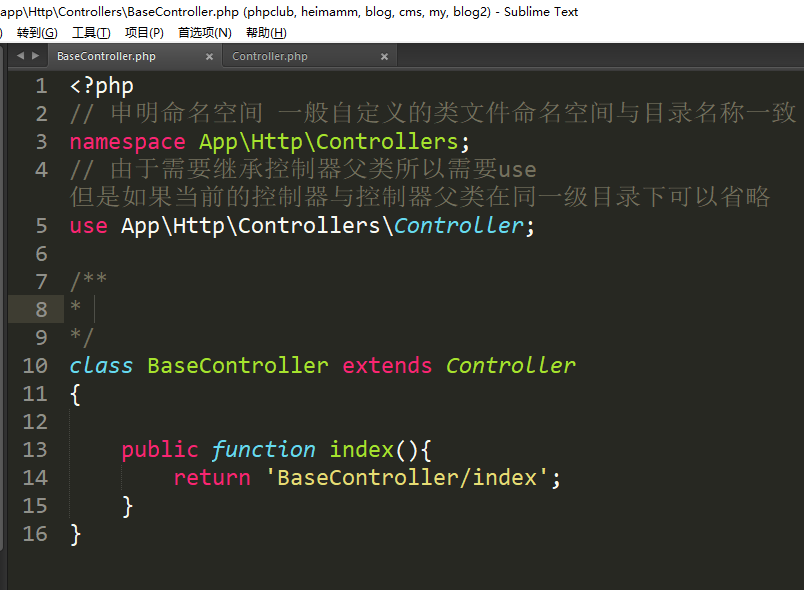 app\Http\Controllers\BaseController.php (phpclub, heimamm, blog, cms, my, blog2) - Sublime Text
) 转到(G) 工具(T) 项目(P) 首选项(N) 帮助(H)
BaseController.php × Controller.php ×
1 <?php
2 // 申明命名空间 一般自定义的类文件命名空间与目录名称一致
3 namespace App\Http\Controllers;
4 // 由于需要继承控制器父类所以需要use
但是如果当前的控制器与控制器父类在同一级目录下可以省略
5 use App\Http\Controllers\Controller;
6
7 /**
8 *
9 */
10 class BaseController extends Controller
11 {
12
13 public function index(){
14 return 'BaseController/index';
15 }
16 }